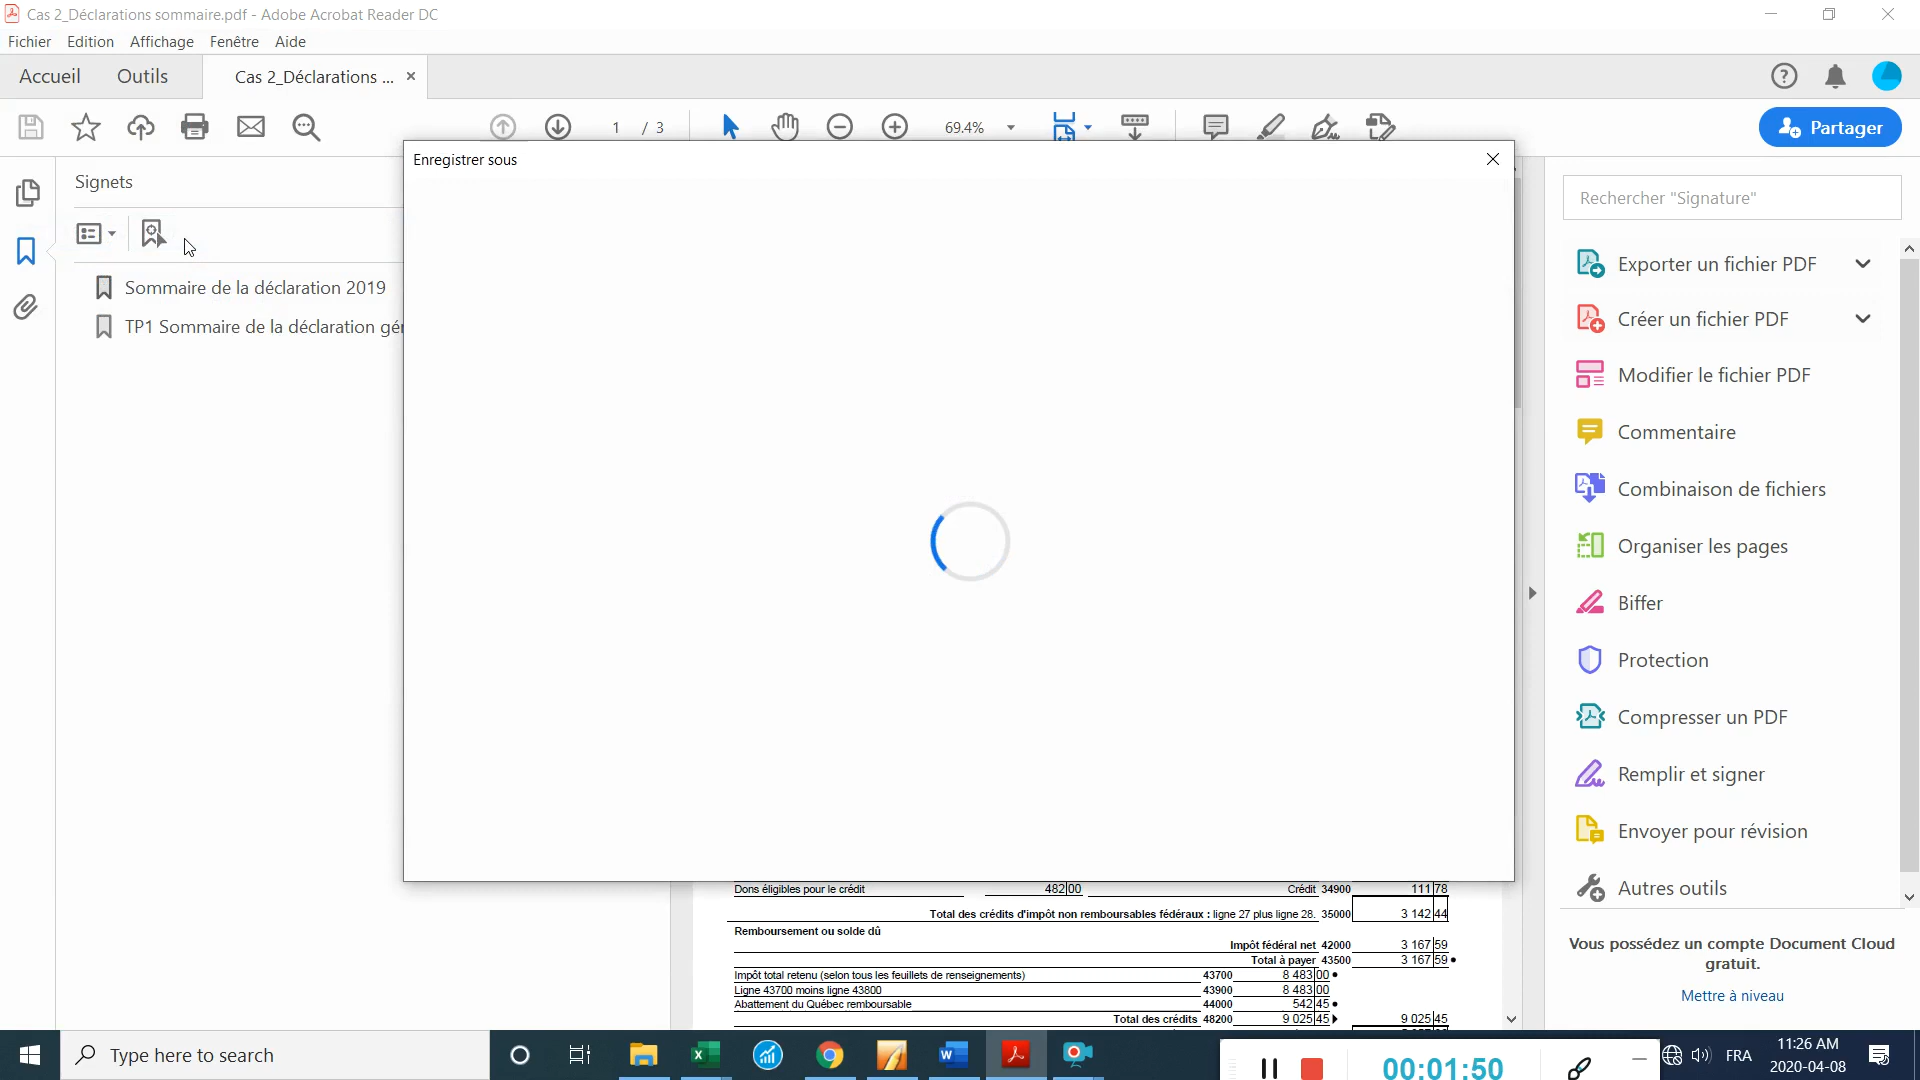 Cas 2_Déclarations sommaire.pdf - Adobe Acrobat Reader DC
Fichier Edition Affichage Fenêtre Aide
Accueil Outils Cas 2_Déclarations ... ×
1 / 3 69.4% Partager
Enregistrer sous
Signets
Rechercher "Signature"
Sommaire de la déclaration 2019
TP1 Sommaire de la déclaration gér
Exporter un fichier PDF
Créer un fichier PDF
Modifier le fichier PDF
Commentaire
Combinaison de fichiers
Organiser les pages
Biffer
Protection
Compresser un PDF
Remplir et signer
Envoyer pour révision
Autres outils
Vous possédez un compte Document Cloud
gratuit.
Mettre à niveau
Dons éligibles pour le crédit 482 00 Crédit 34900 111 78
Total des crédits d'impôt non remboursables fédéraux : ligne 27 plus ligne 28. 35000 3 142 44
Remboursement ou solde dû
Impôt fédéral net 42000 3 167 59
Total à payer 43500 3 167 59 •
Impôt total retenu (selon tous les feuillets de renseignements) 43700 8 483 00 •
Ligne 43700 moins ligne 43800 43900 8 483 00
Abattement du Québec remboursable 44000 542 45 •
Total des crédits 48200 9 025 45 9 025 45
Type here to search
00:01:50
FRA
11:26 AM
2020-04-08